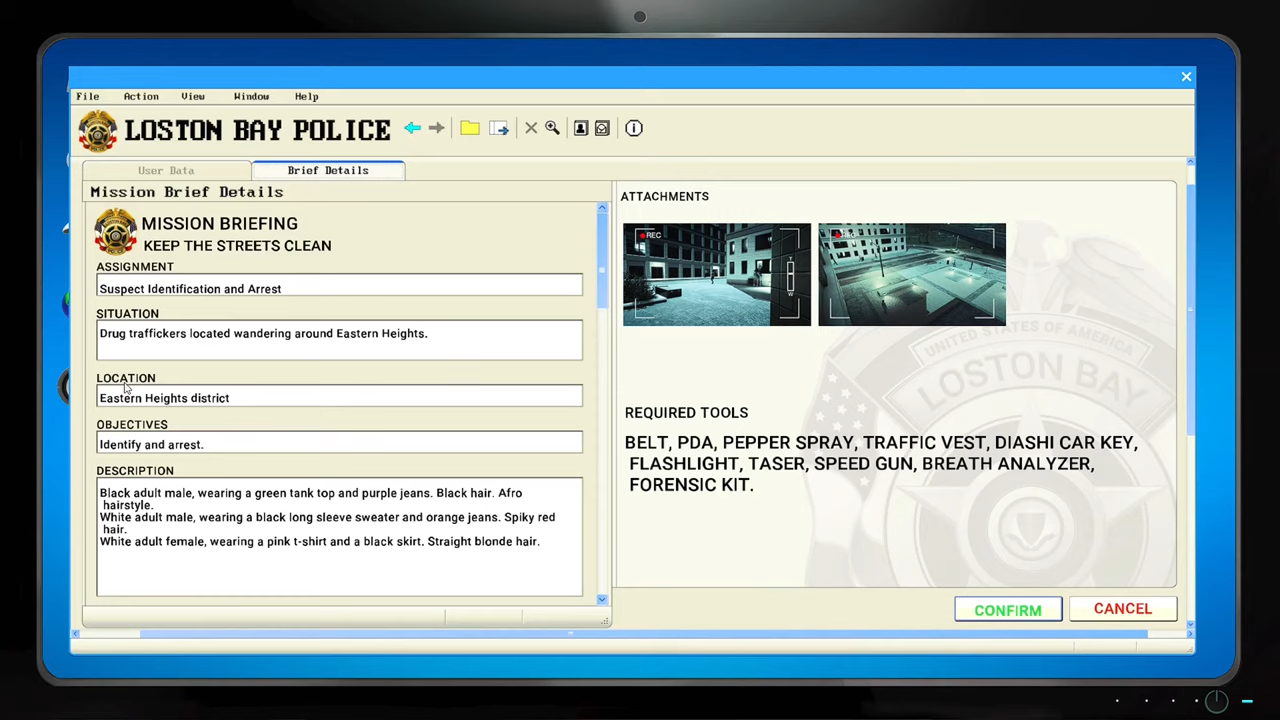 File Action View Window Help
LOSTON BAY POLICE
User Data Brief Details
Mission Brief Details
MISSION BRIEFING
KEEP THE STREETS CLEAN
ASSIGNMENT
Suspect Identification and Arrest
SITUATION
Drug traffickers located wandering around Eastern Heights.
LOCATION
Eastern Heights district
OBJECTIVES
Identify and arrest.
DESCRIPTION
Black adult male, wearing a green tank top and purple jeans. Black hair. Afro
hairstyle.
White adult male, wearing a black long sleeve sweater and orange jeans. Spiky red
hair.
White adult female, wearing a pink t-shirt and a black skirt. Straight blonde hair.
ATTACHMENTS
REC
T
W
REC
REQUIRED TOOLS
BELT, PDA, PEPPER SPRAY, TRAFFIC VEST, DIASHI CAR KEY,
FLASHLIGHT, TASER, SPEED GUN, BREATH ANALYZER,
FORENSIC KIT.
UNITED STATES OF AMERICA
LOSTON BAY
CONFIRM CANCEL